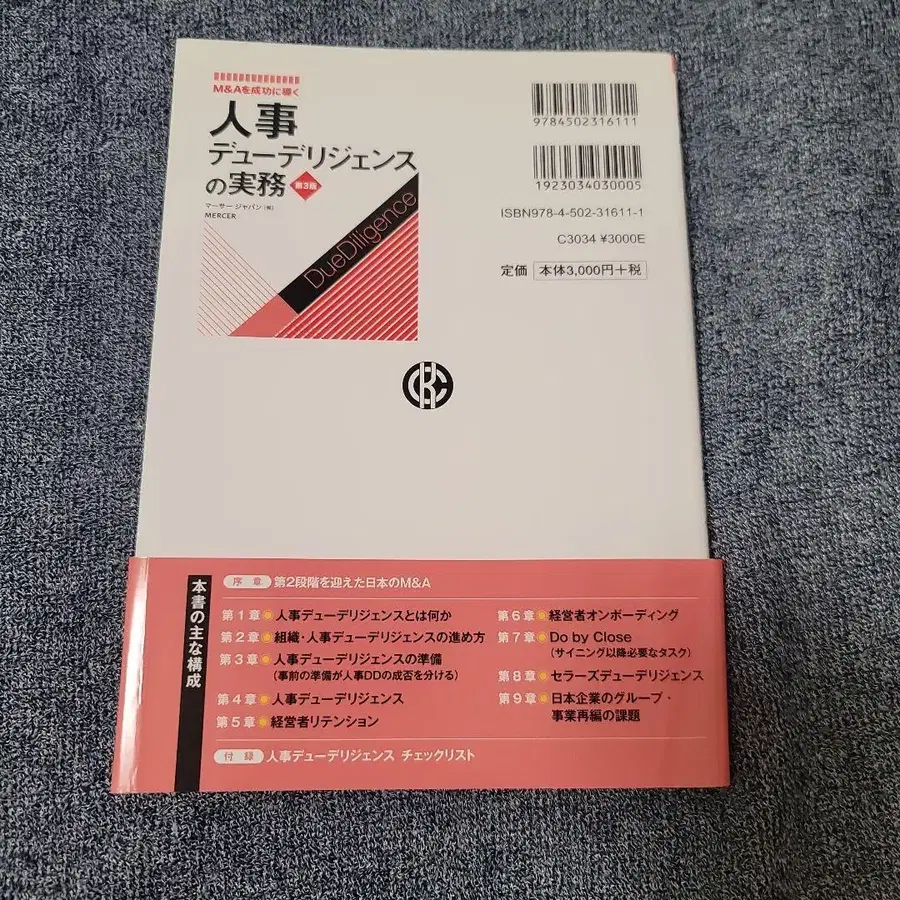 M&Aを成功に導く
人事
デューデリジェンス
の実務 第3版
マーサー ジャパン㈱
MERCER
DueDiligence
9784502316111
1923034030005
ISBN978-4-502-31611-1
C3034 ¥3000E
定価 本体3,000円+税
本書の主な構成
序章 第2段階を迎えた日本のM&A
第1章 人事デューデリジェンスとは何か
第2章 組織・人事デューデリジェンスの進め方
第3章 人事デューデリジェンスの準備
(事前の準備が人事DDの成否を分ける)
第4章 人事デューデリジェンス
第5章 経営者リテンション
第6章 経営者オンボーディング
第7章 Do by Close
(サイニング以降必要なタスク)
第8章 セラーズデューデリジェンス
第9章 日本企業のグループ・
事業再編の課題
付録 人事デューデリジェンス チェックリスト